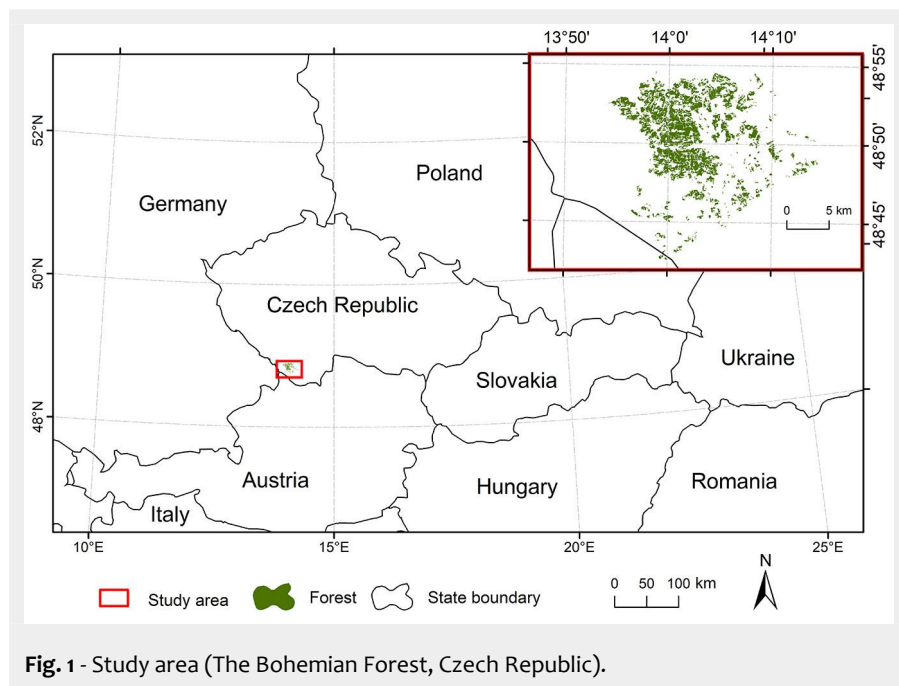 13°50' 14°0' 14°10'
48°55'
48°50'
48°45'
0 5 km
52°N
50°N
48°N
Germany
Poland
Czech Republic
Slovakia
Ukraine
Austria
Hungary
Romania
Italy
10°E 15°E 20°E 25°E
Study area Forest State boundary
0 50 100 km
N
Fig. 1 - Study area (The Bohemian Forest, Czech Republic).